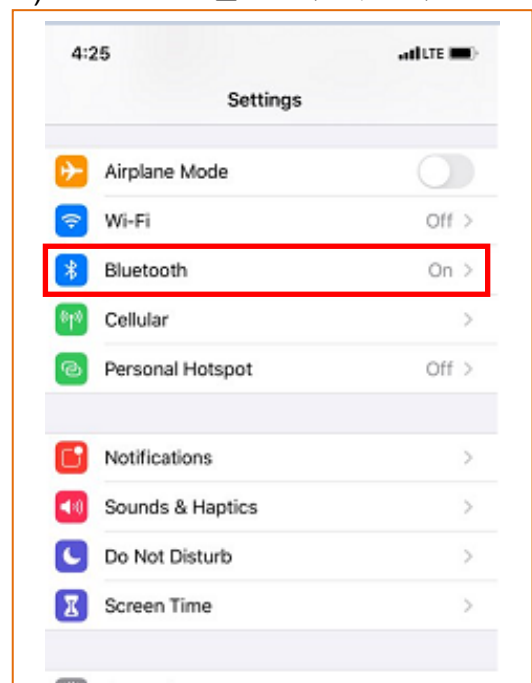 4:25 LTE
Settings
Airplane Mode
Wi-Fi Off
Bluetooth On
Cellular
Personal Hotspot Off
Notifications
Sounds & Haptics
Do Not Disturb
Screen Time